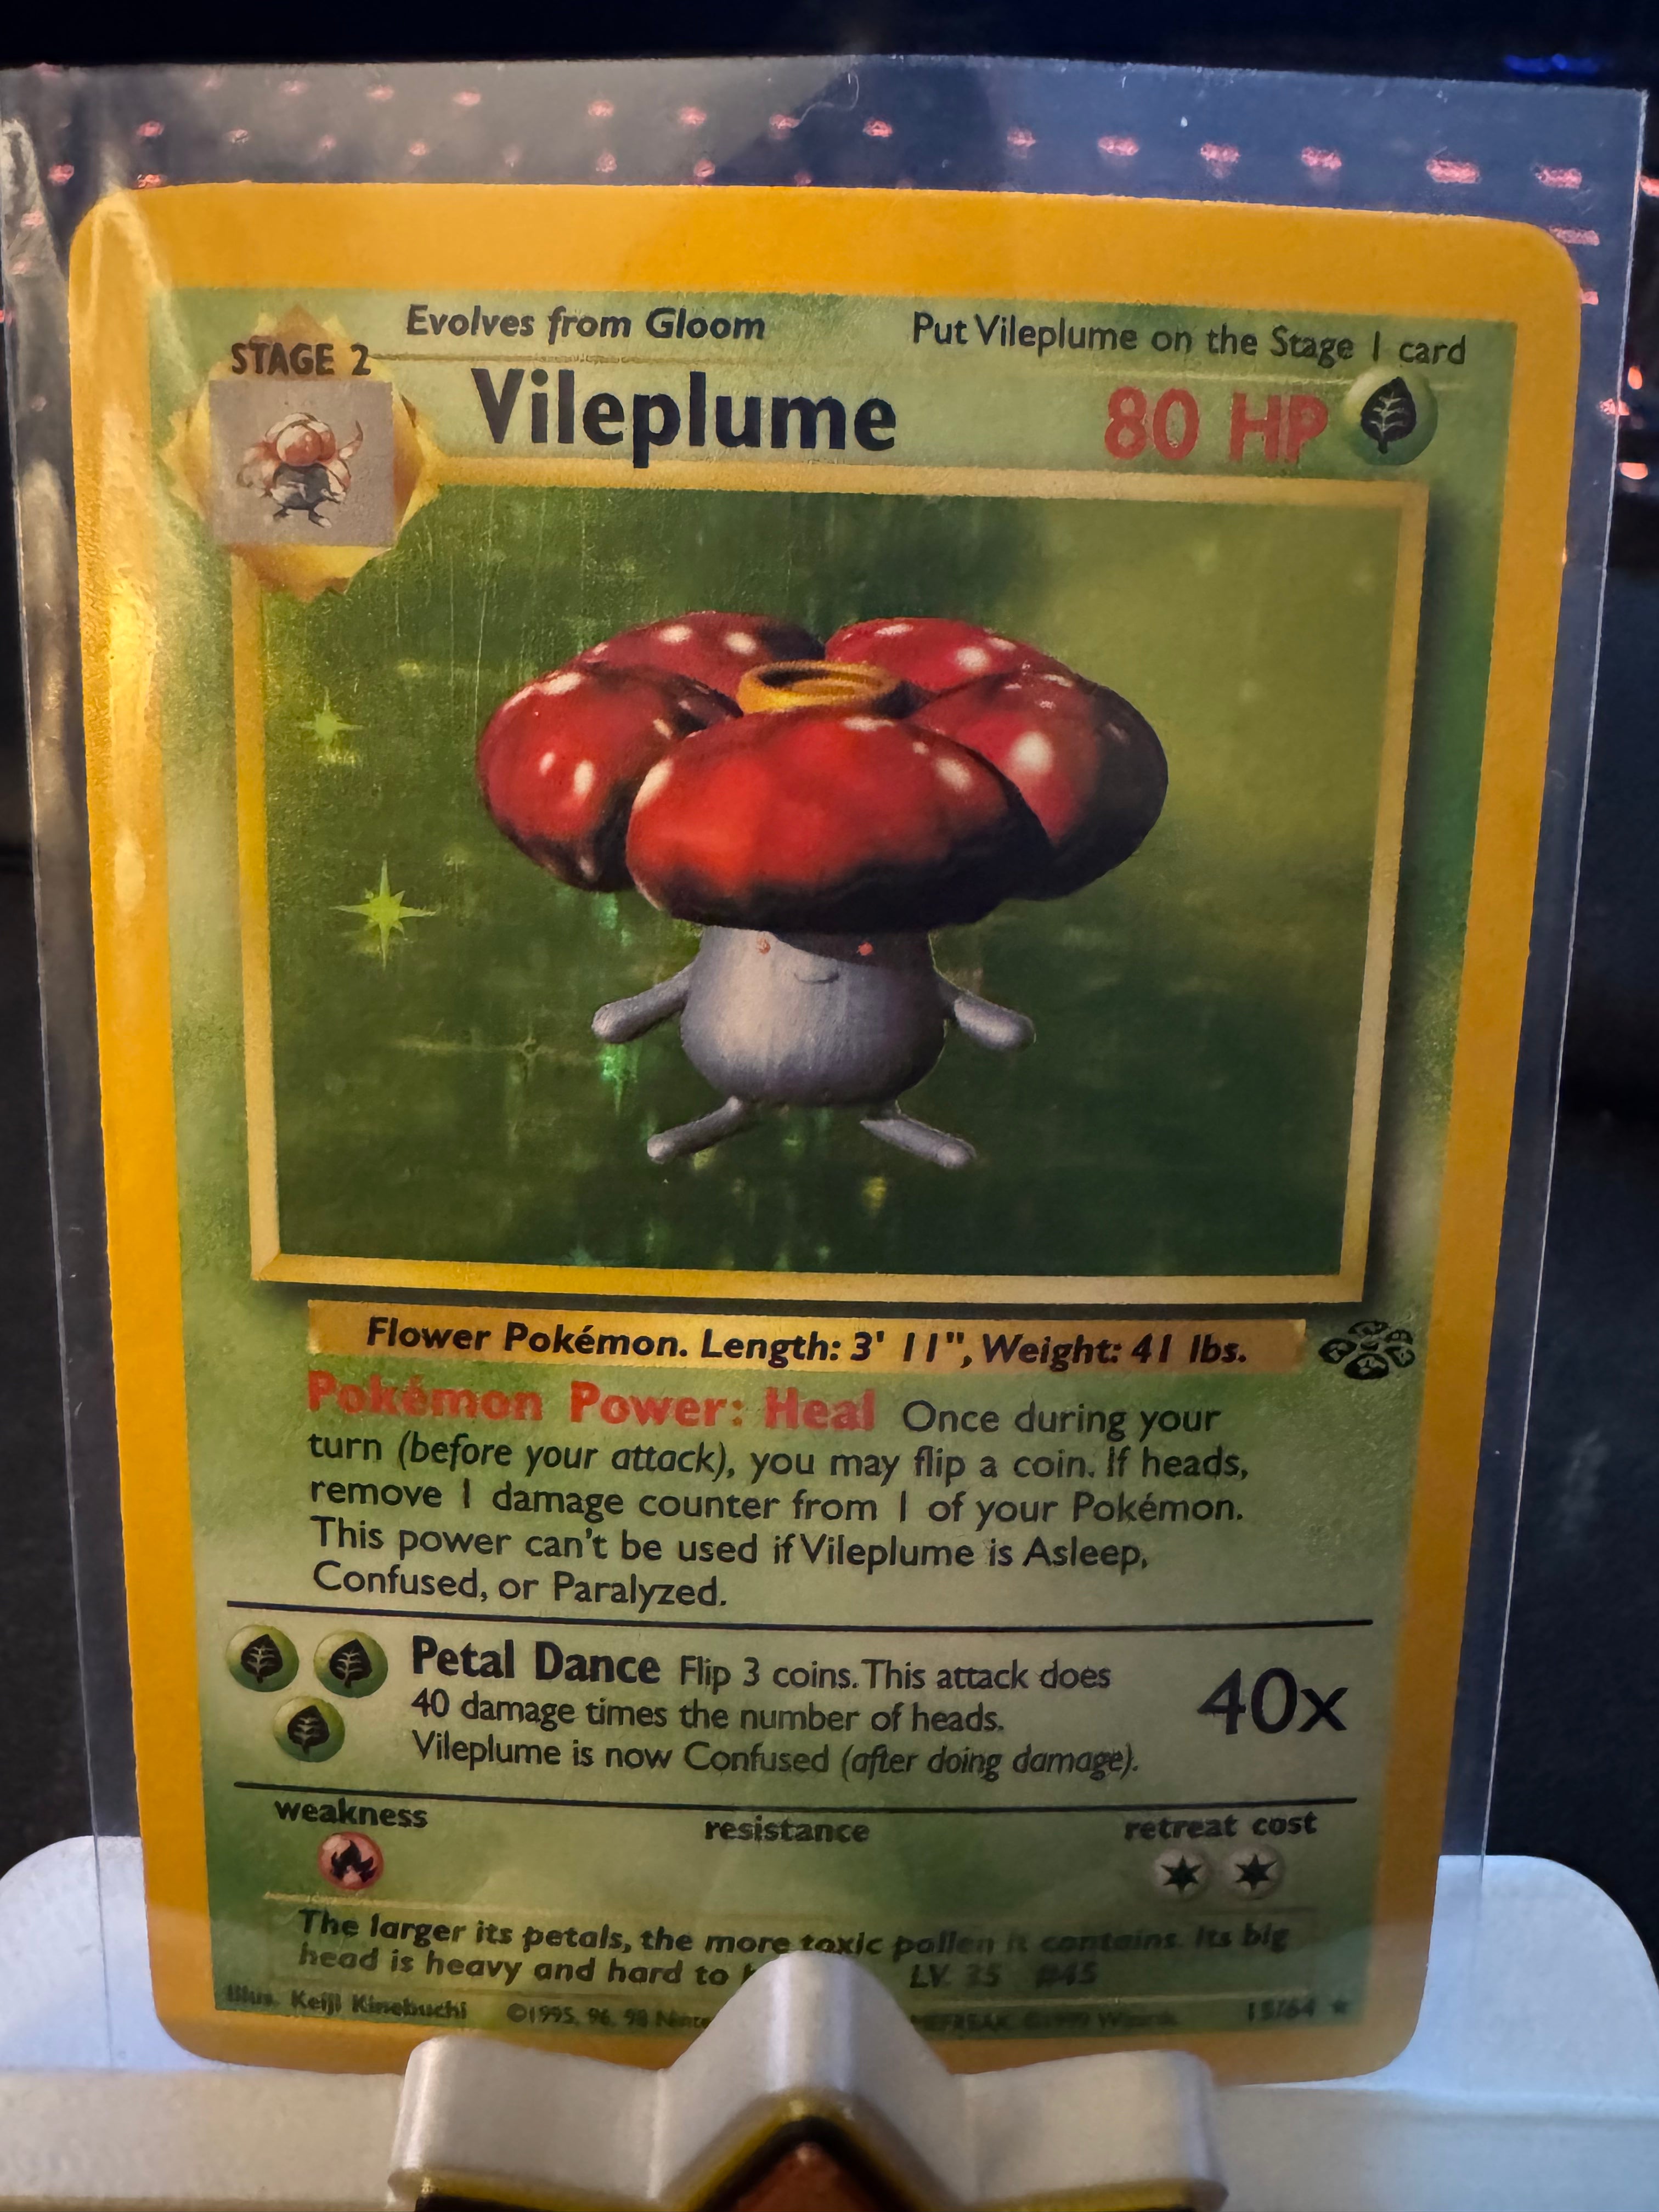 Evolves from Gloom
Put Vileplume on the Stage 1 card
STAGE 2
Vileplume
80 HP
Flower Pokémon. Length: 3' 11", Weight: 41 lbs.
Pokémon Power: Heal Once during your
turn (before your attack), you may flip a coin. If heads,
remove 1 damage counter from 1 of your Pokémon.
This power can't be used if Vileplume is Asleep,
Confused, or Paralyzed.
Petal Dance Flip 3 coins. This attack does
40 damage times the number of heads.
Vileplume is now Confused (after doing damage).
40x
weakness
resistance
retreat cost
The larger its petals, the more toxic pollen it contains. Its big
head is heavy and hard to LV. 35 #45
Illus. Keiji Kinebuchi ©1995, 96, 98 ©1999 Wizards 15/64